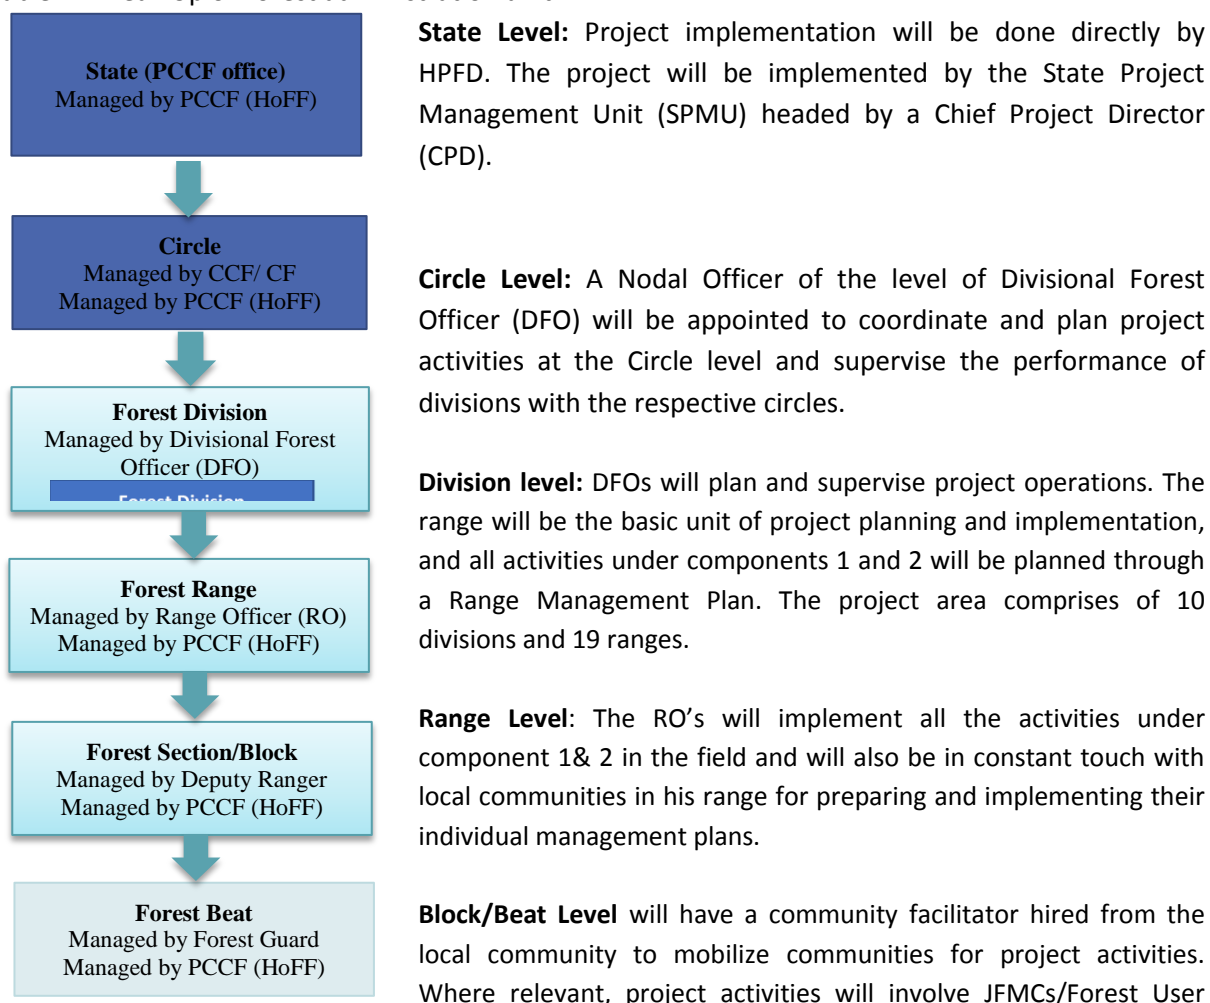 State (PCCF office)
Managed by PCCF (HoFF)
Circle
Managed by CCF/ CF
Managed by PCCF (HoFF)
Forest Division
Managed by Divisional Forest
Officer (DFO)
Forest Division
Forest Range
Managed by Range Officer (RO)
Managed by PCCF (HoFF)
Forest Section/Block
Managed by Deputy Ranger
Managed by PCCF (HoFF)
Forest Beat
Managed by Forest Guard
Managed by PCCF (HoFF)
State Level: Project implementation will be done directly by
HPFD. The project will be implemented by the State Project
Management Unit (SPMU) headed by a Chief Project Director
(CPD).
Circle Level: A Nodal Officer of the level of Divisional Forest
Officer (DFO) will be appointed to coordinate and plan project
activities at the Circle level and supervise the performance of
divisions with the respective circles.
Division level: DFOs will plan and supervise project operations. The
range will be the basic unit of project planning and implementation,
and all activities under components 1 and 2 will be planned through
a Range Management Plan. The project area comprises of 10
divisions and 19 ranges.
Range Level: The RO’s will implement all the activities under
component 1& 2 in the field and will also be in constant touch with
local communities in his range for preparing and implementing their
individual management plans.
Block/Beat Level will have a community facilitator hired from the
local community to mobilize communities for project activities.
Where relevant, project activities will involve JFMCs/Forest User